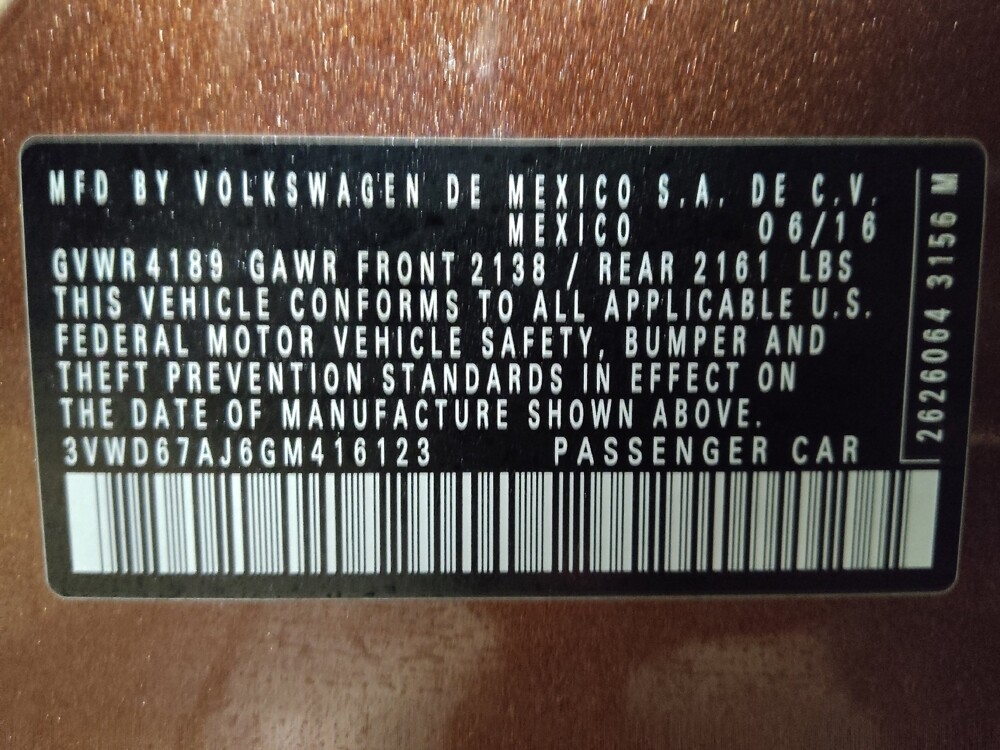 MFD BY VOLKSWAGEN DE MEXICO S.A. DE C.V.
MEXICO 06/16
GVWR 4189 GAWR FRONT 2138 / REAR 2161 LBS
THIS VEHICLE CONFORMS TO ALL APPLICABLE U.S.
FEDERAL MOTOR VEHICLE SAFETY, BUMPER AND
THEFT PREVENTION STANDARDS IN EFFECT ON
THE DATE OF MANUFACTURE SHOWN ABOVE.
3VWD67AJ6GM416123 PASSENGER CAR
2626064 3156 M